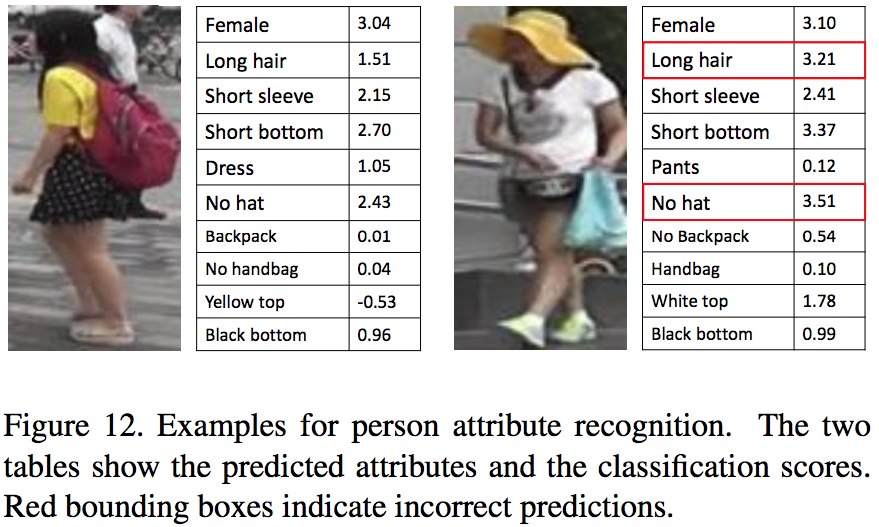 Female 3.04
Long hair 1.51
Short sleeve 2.15
Short bottom 2.70
Dress 1.05
No hat 2.43
Backpack 0.01
No handbag 0.04
Yellow top -0.53
Black bottom 0.96
Female 3.10
Long hair 3.21
Short sleeve 2.41
Short bottom 3.37
Pants 0.12
No hat 3.51
No Backpack 0.54
Handbag 0.10
White top 1.78
Black bottom 0.99
Figure 12. Examples for person attribute recognition. The two
tables show the predicted attributes and the classification scores.
Red bounding boxes indicate incorrect predictions.